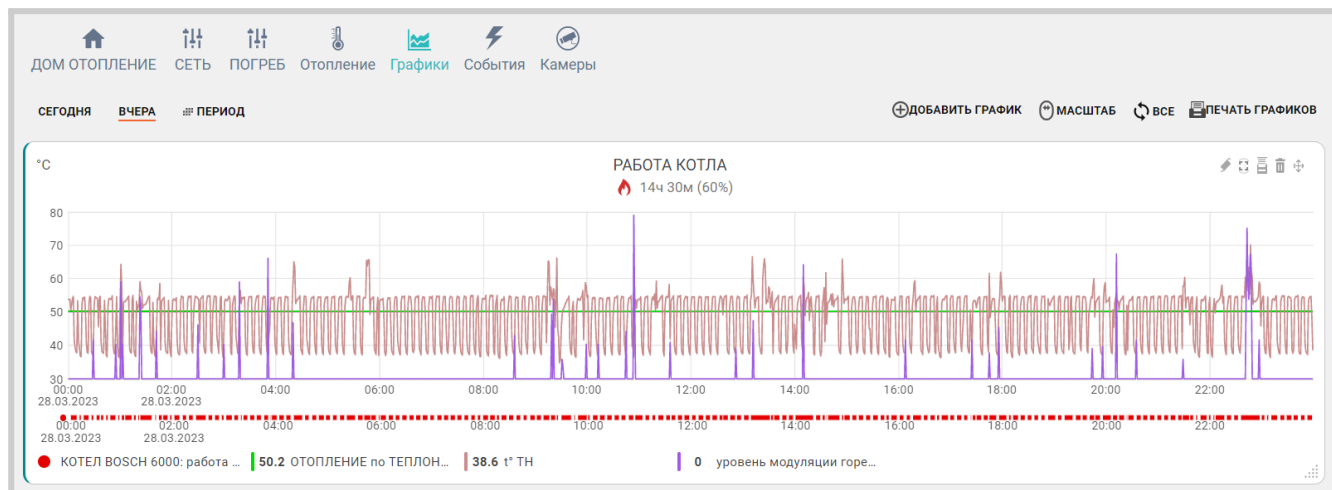 ДОМ ОТОПЛЕНИЕ СЕТЬ ПОГРЕБ Отопление Графики События Камеры
СЕГОДНЯ ВЧЕРА ПЕРИОД ДОБАВИТЬ ГРАФИК МАСШТАБ ВСЕ ПЕЧАТЬ ГРАФИКОВ
°C РАБОТА КОТЛА
14ч 30м (60%)
80
70
60
50
40
30
00:00 02:00 04:00 06:00 08:00 10:00 12:00 14:00 16:00 18:00 20:00 22:00
28.03.2023 28.03.2023
00:00 02:00 04:00 06:00 08:00 10:00 12:00 14:00 16:00 18:00 20:00 22:00
28.03.2023 28.03.2023
КОТЕЛ BOSCH 6000: работа ... 50.2 ОТОПЛЕНИЕ по ТЕПЛОН... 38.6 t° ТН 0 уровень модуляции горе...